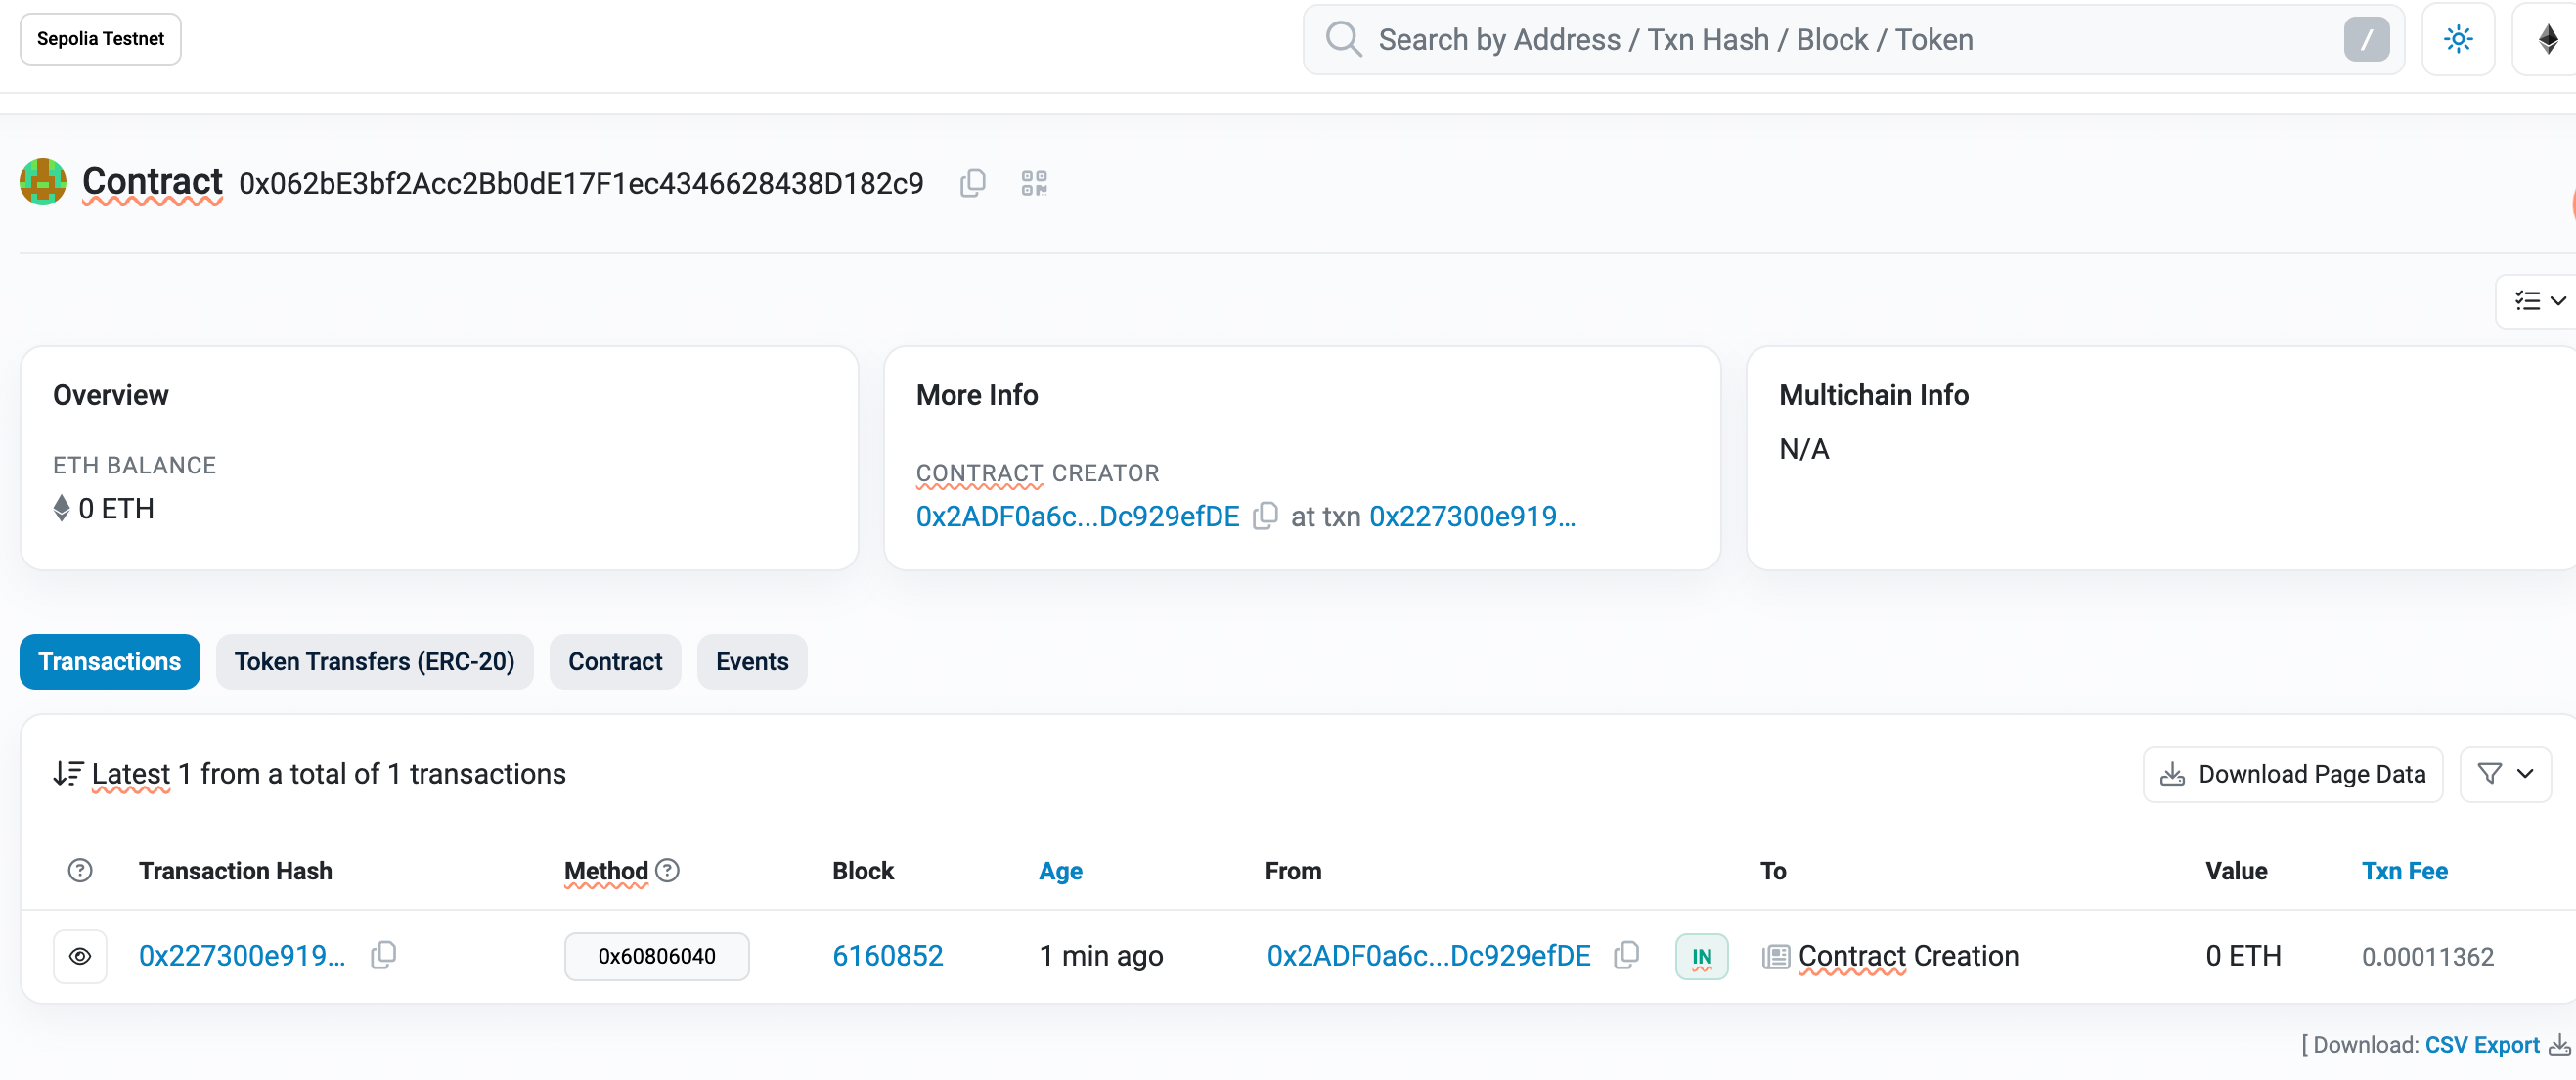 Sepolia Testnet
Search by Address / Txn Hash / Block / Token
/
Contract 0x062bE3bf2Acc2Bb0dE17F1ec4346628438D182c9
Overview
ETH BALANCE
0 ETH
More Info
CONTRACT CREATOR
0x2ADF0a6c...Dc929efDE at txn 0x227300e919...
Multichain Info
N/A
Transactions Token Transfers (ERC-20) Contract Events
Latest 1 from a total of 1 transactions
Download Page Data
? Transaction Hash Method ? Block Age From To Value Txn Fee
0x227300e919... 0x60806040 6160852 1 min ago 0x2ADF0a6c...Dc929efDE IN Contract Creation 0 ETH 0.00011362
[ Download: CSV Export